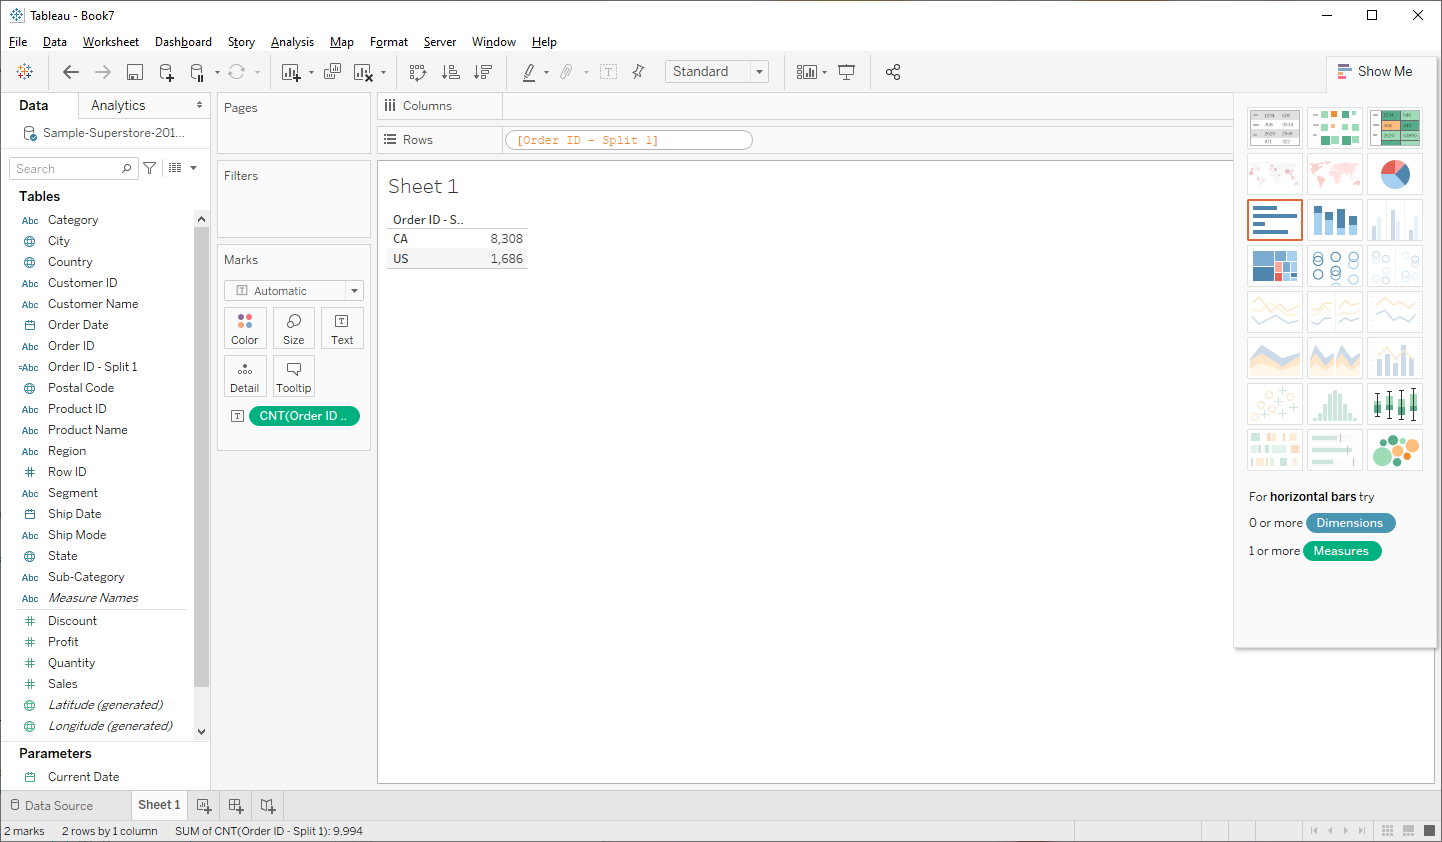 Tableau - Book7
File Data Worksheet Dashboard Story Analysis Map Format Server Window Help
Standard
Show Me
Data Analytics
Sample-Superstore-201...
Search
Tables
Abc Category
City
Country
Abc Customer ID
Abc Customer Name
Order Date
Abc Order ID
=Abc Order ID - Split 1
Postal Code
Abc Product ID
Abc Product Name
Abc Region
Row ID
Abc Segment
Ship Date
Abc Ship Mode
State
Abc Sub-Category
Abc Measure Names
Discount
Profit
Quantity
Sales
Latitude (generated)
Longitude (generated)
Parameters
Current Date
Pages
Filters
Marks
Automatic
Color Size Text
Detail Tooltip
CNT(Order ID ..
Columns
Rows [Order ID - Split 1]
Sheet 1
Order ID - S..
CA 8,308
US 1,686
For horizontal bars try
0 or more Dimensions
1 or more Measures
Data Source Sheet 1
2 marks 2 rows by 1 column SUM of CNT(Order ID - Split 1): 9,994